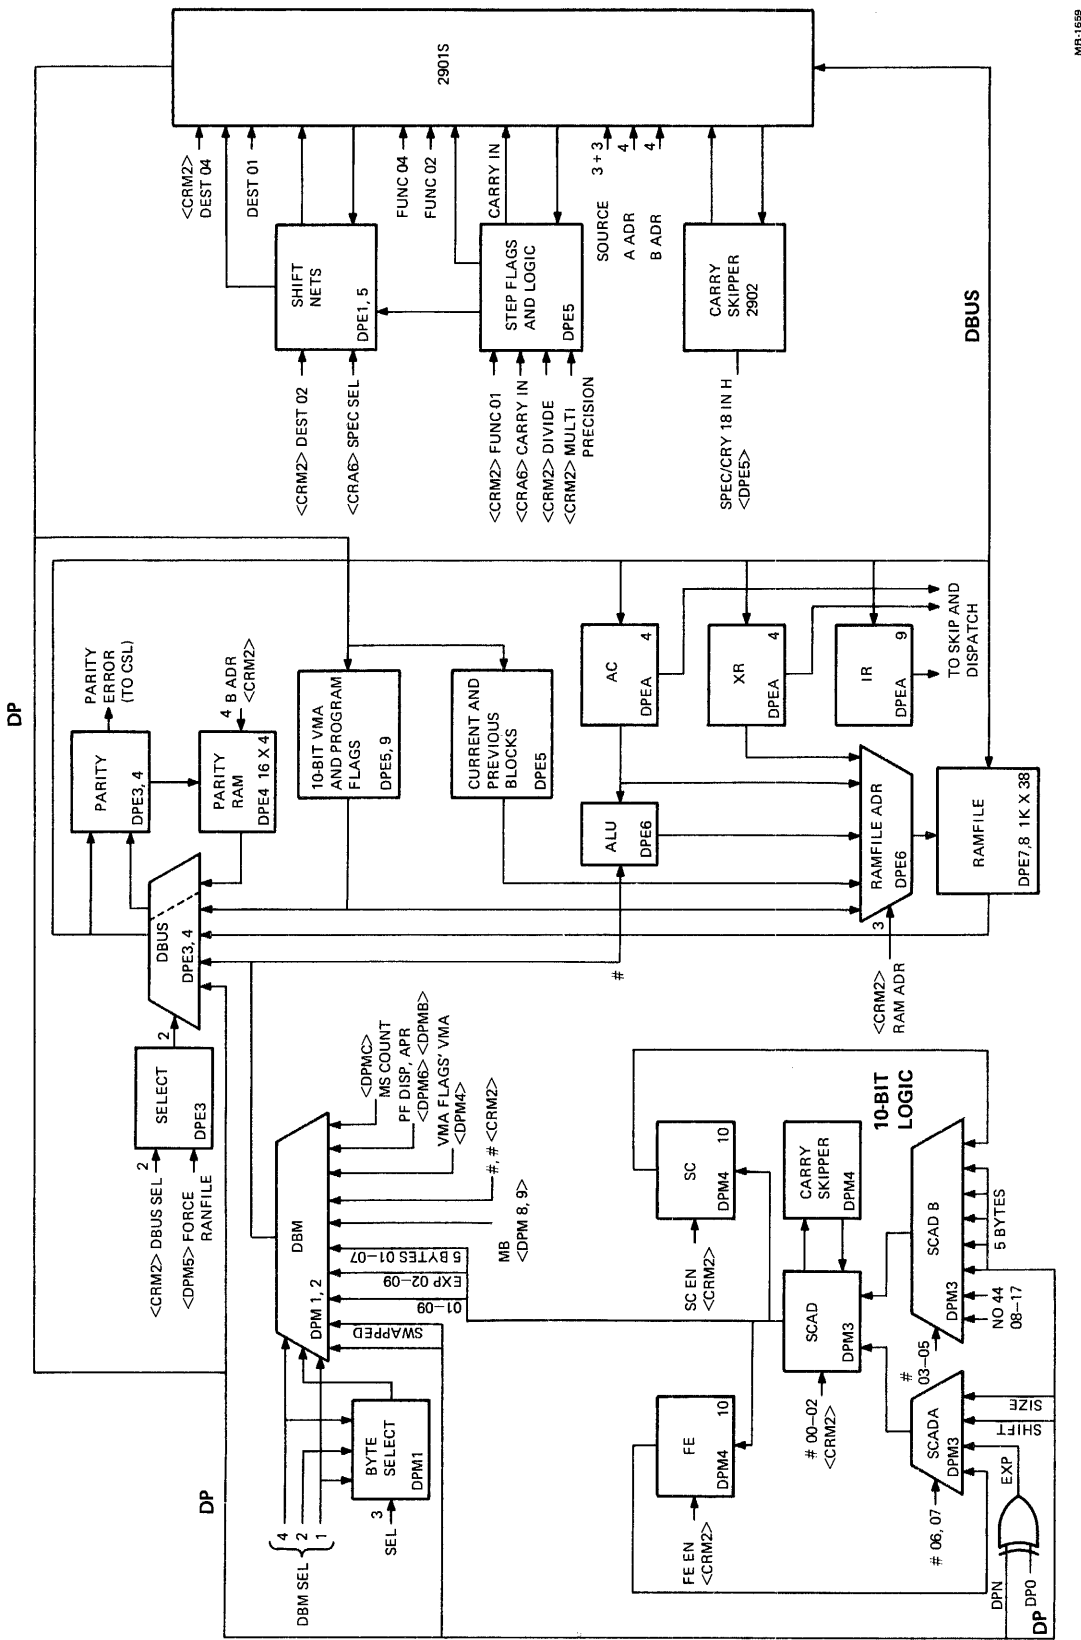 MR-1659
2901S
<CRM2>
DEST 04
DEST 01
SHIFT
NETS
DPE1, 5
<CRM2> DEST 02
<CRA6> SPEC SEL
FUNC 04
FUNC 02
CARRY IN
STEP FLAGS
AND LOGIC
DPE5
<CRM2> FUNC 01
<CRA6> CARRY IN
<CRM2> DIVIDE
<CRM2> MULTI
PRECISION
SOURCE 3 + 3
A ADR 4
B ADR 4
CARRY
SKIPPER
2902
SPEC/CRY 18 IN H
<DPE5>
DBUS
DP
PARITY
ERROR
(TO CSL)
PARITY
DPE3, 4
4 B ADR
<CRM2>
PARITY
RAM
DPE4 16 X 4
DBUS
DPE3, 4
2
SELECT
DPE3
2
<CRM2> DBUS SEL
<DPM5> FORCE
RANFILE
10-BIT VMA
AND PROGRAM
FLAGS
DPE5, 9
CURRENT AND
PREVIOUS
BLOCKS
DPE5
AC
4
DPEA
XR
4
DPEA
IR
9
DPEA
TO SKIP AND
DISPATCH
ALU
DPE6
#
RAMFILE ADR
DPE6
3
<CRM2>
RAM ADR
RAMFILE
DPE7,8 1K X 38
DP
DBM
DPM 1, 2
<DPMC>
MS COUNT
PF DISP, APR
<DPM6> <DPMB>
VMA FLAGS' VMA
<DPM4>
#, # <CRM2>
MB
<DPM 8, 9>
5 BYTES 01-07
EXP 02-09
01-09
SWAPPED
BYTE
SELECT
DPM1
3
SEL
DBM SEL
4
2
1
10-BIT
LOGIC
SC
10
DPM4
SC EN
<CRM2>
CARRY
SKIPPER
DPM4
SCAD
DPM3
# 00-02
<CRM2>
FE
10
DPM4
FE EN
<CRM2>
SCAD B
DPM3
#
03-05
5 BYTES
NO 44
08-17
SCADA
DPM3
# 06, 07
SIZE
SHIFT
EXP
DPN
DP0
DP